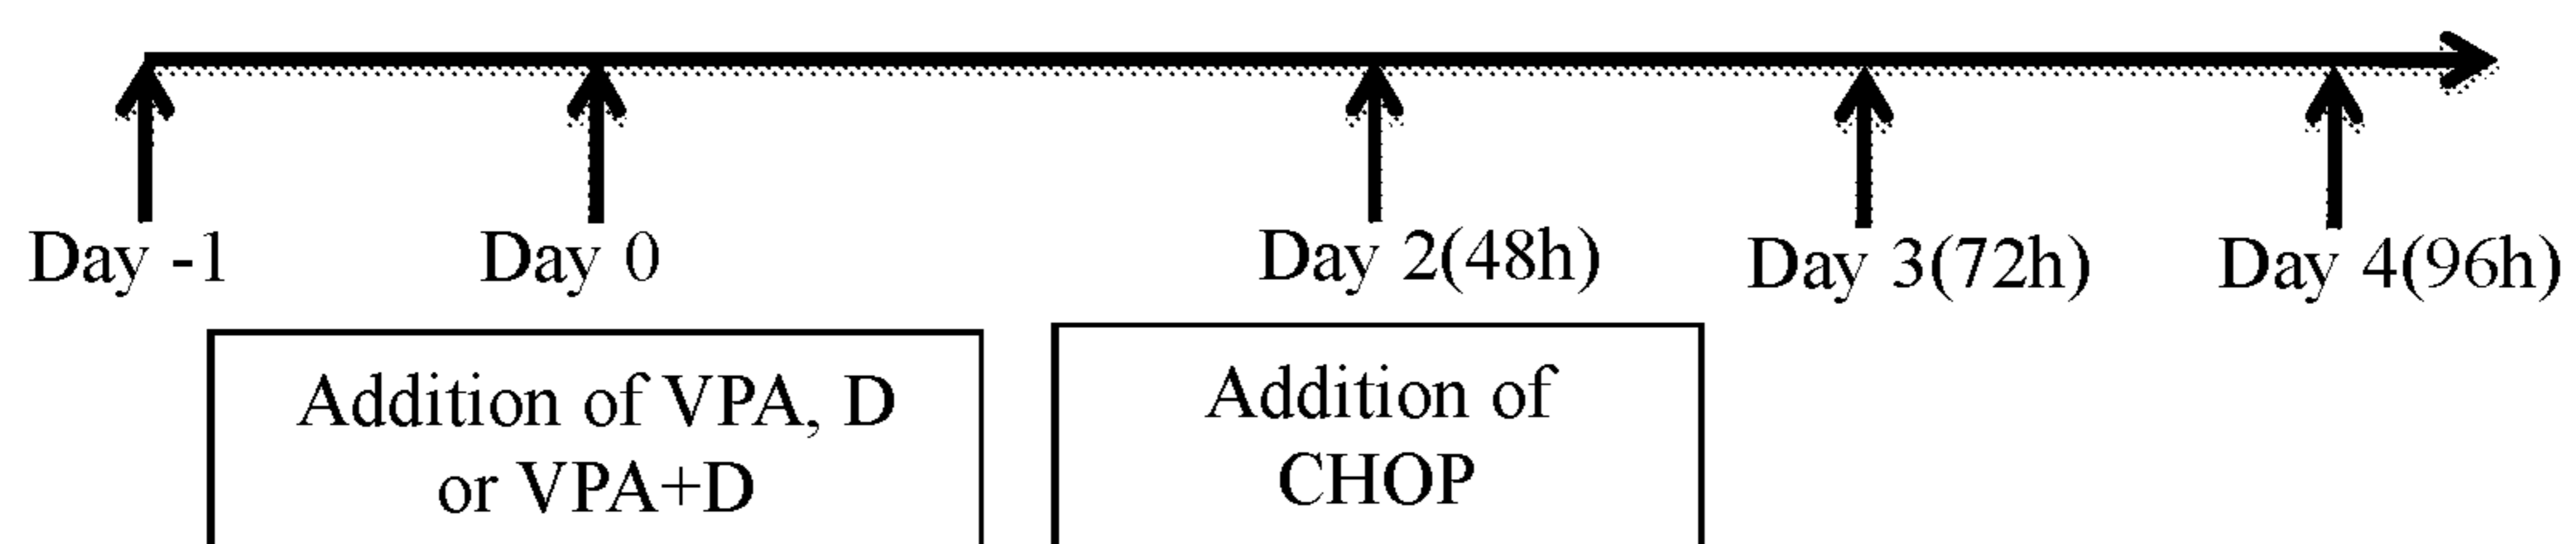 Day -1 Day 0 Day 2(48h) Day 3(72h) Day 4(96h)
Addition of VPA, D
or VPA+D
Addition of
CHOP